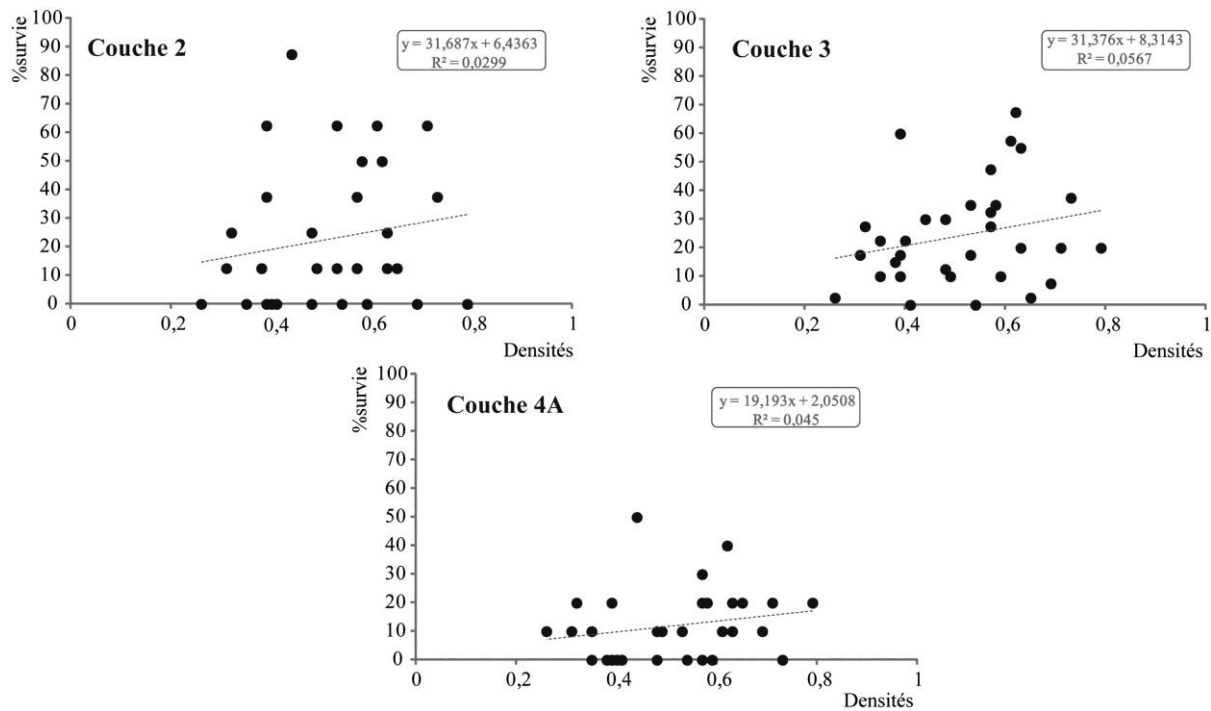 Couche 2
%survie
y = 31,687x + 6,4363
R² = 0,0299
100
90
80
70
60
50
40
30
20
10
0
0 0,2 0,4 0,6 0,8 1
Densités
Couche 3
%survie
y = 31,376x + 8,3143
R² = 0,0567
100
90
80
70
60
50
40
30
20
10
0
0 0,2 0,4 0,6 0,8 1
Densités
Couche 4A
%survie
y = 19,193x + 2,0508
R² = 0,045
100
90
80
70
60
50
40
30
20
10
0
0 0,2 0,4 0,6 0,8 1
Densités